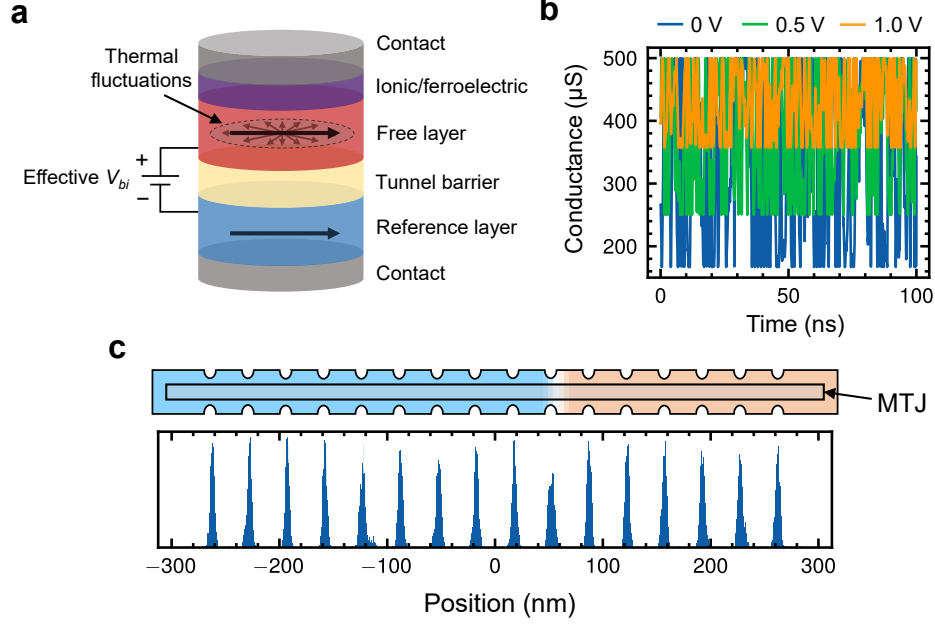 a
Thermal
fluctuations
Contact
Ionic/ferroelectric
Free layer
Tunnel barrier
Reference layer
Contact
+
Effective Vbi
−
b
0 V 0.5 V 1.0 V
Conductance (μS)
500
400
300
200
0 50 100
Time (ns)
c
MTJ
−300 −200 −100 0 100 200 300
Position (nm)